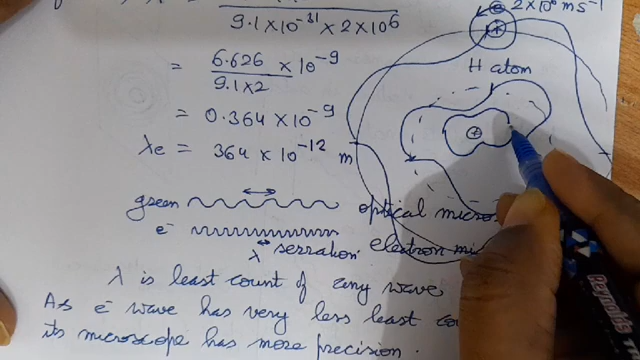 9.1 × 10⁻³¹ × 2 × 10⁶
2 × 10⁶ ms⁻¹
= 6.626 × 10⁻⁹
9.1 × 2
H atom
= 0.364 × 10⁻⁹
λe = 364 × 10⁻¹² m
green optical
e⁻ electron
λ serration
λ is least count of any wave
As e⁻ wave has very less least
its microscope has more precision.